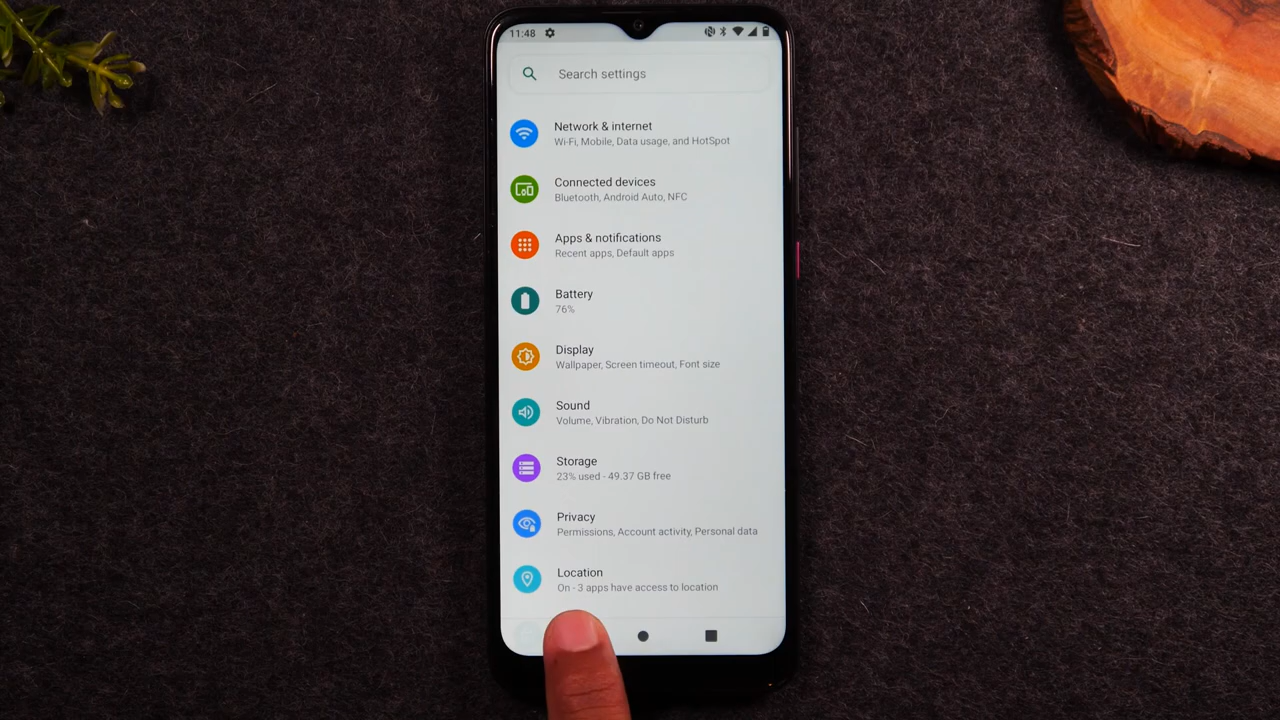 11:48
Search settings
Network & internet
Wi-Fi, Mobile, Data usage, and HotSpot
Connected devices
Bluetooth, Android Auto, NFC
Apps & notifications
Recent apps, Default apps
Battery
76%
Display
Wallpaper, Screen timeout, Font size
Sound
Volume, Vibration, Do Not Disturb
Storage
23% used - 49.37 GB free
Privacy
Permissions, Account activity, Personal data
Location
On - 3 apps have access to location